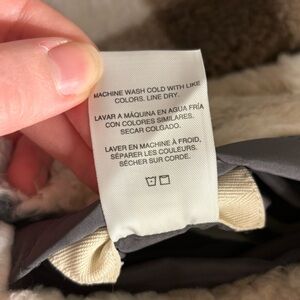 MACHINE WASH COLD WITH LIKE
COLORS. LINE DRY.
LAVAR A MÁQUINA EN AGUA FRÍA
CON COLORES SIMILARES.
SECAR COLGADO.
LAVER EN MACHINE À FROID,
SÉPARER LES COULEURS.
SÉCHER SUR CORDE.